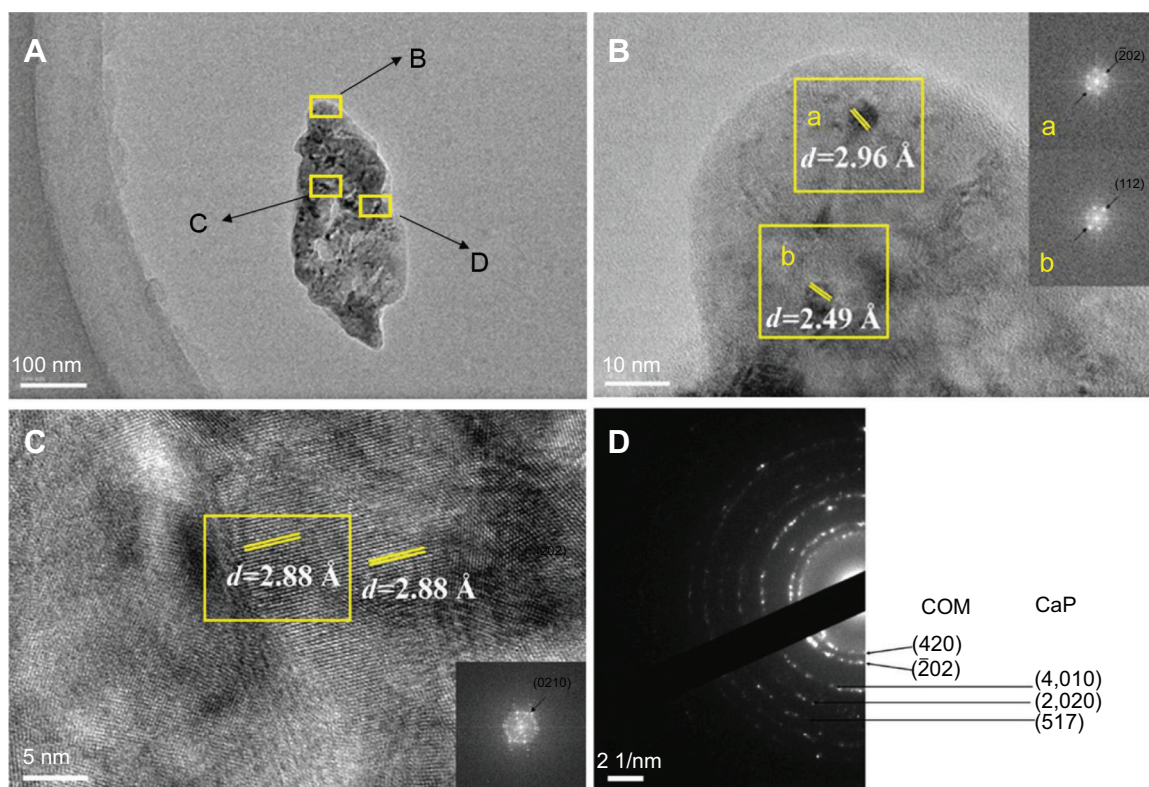 A
B
C
D
100 nm
B
a
d=2.96 Å
b
d=2.49 Å
10 nm
(2̅02)
a
(112)
b
C
d=2.88 Å
d=2.88 Å
(0210)
5 nm
D
COM CaP
(420)
(2̅02)
(4,010)
(2,020)
(517)
2 1/nm